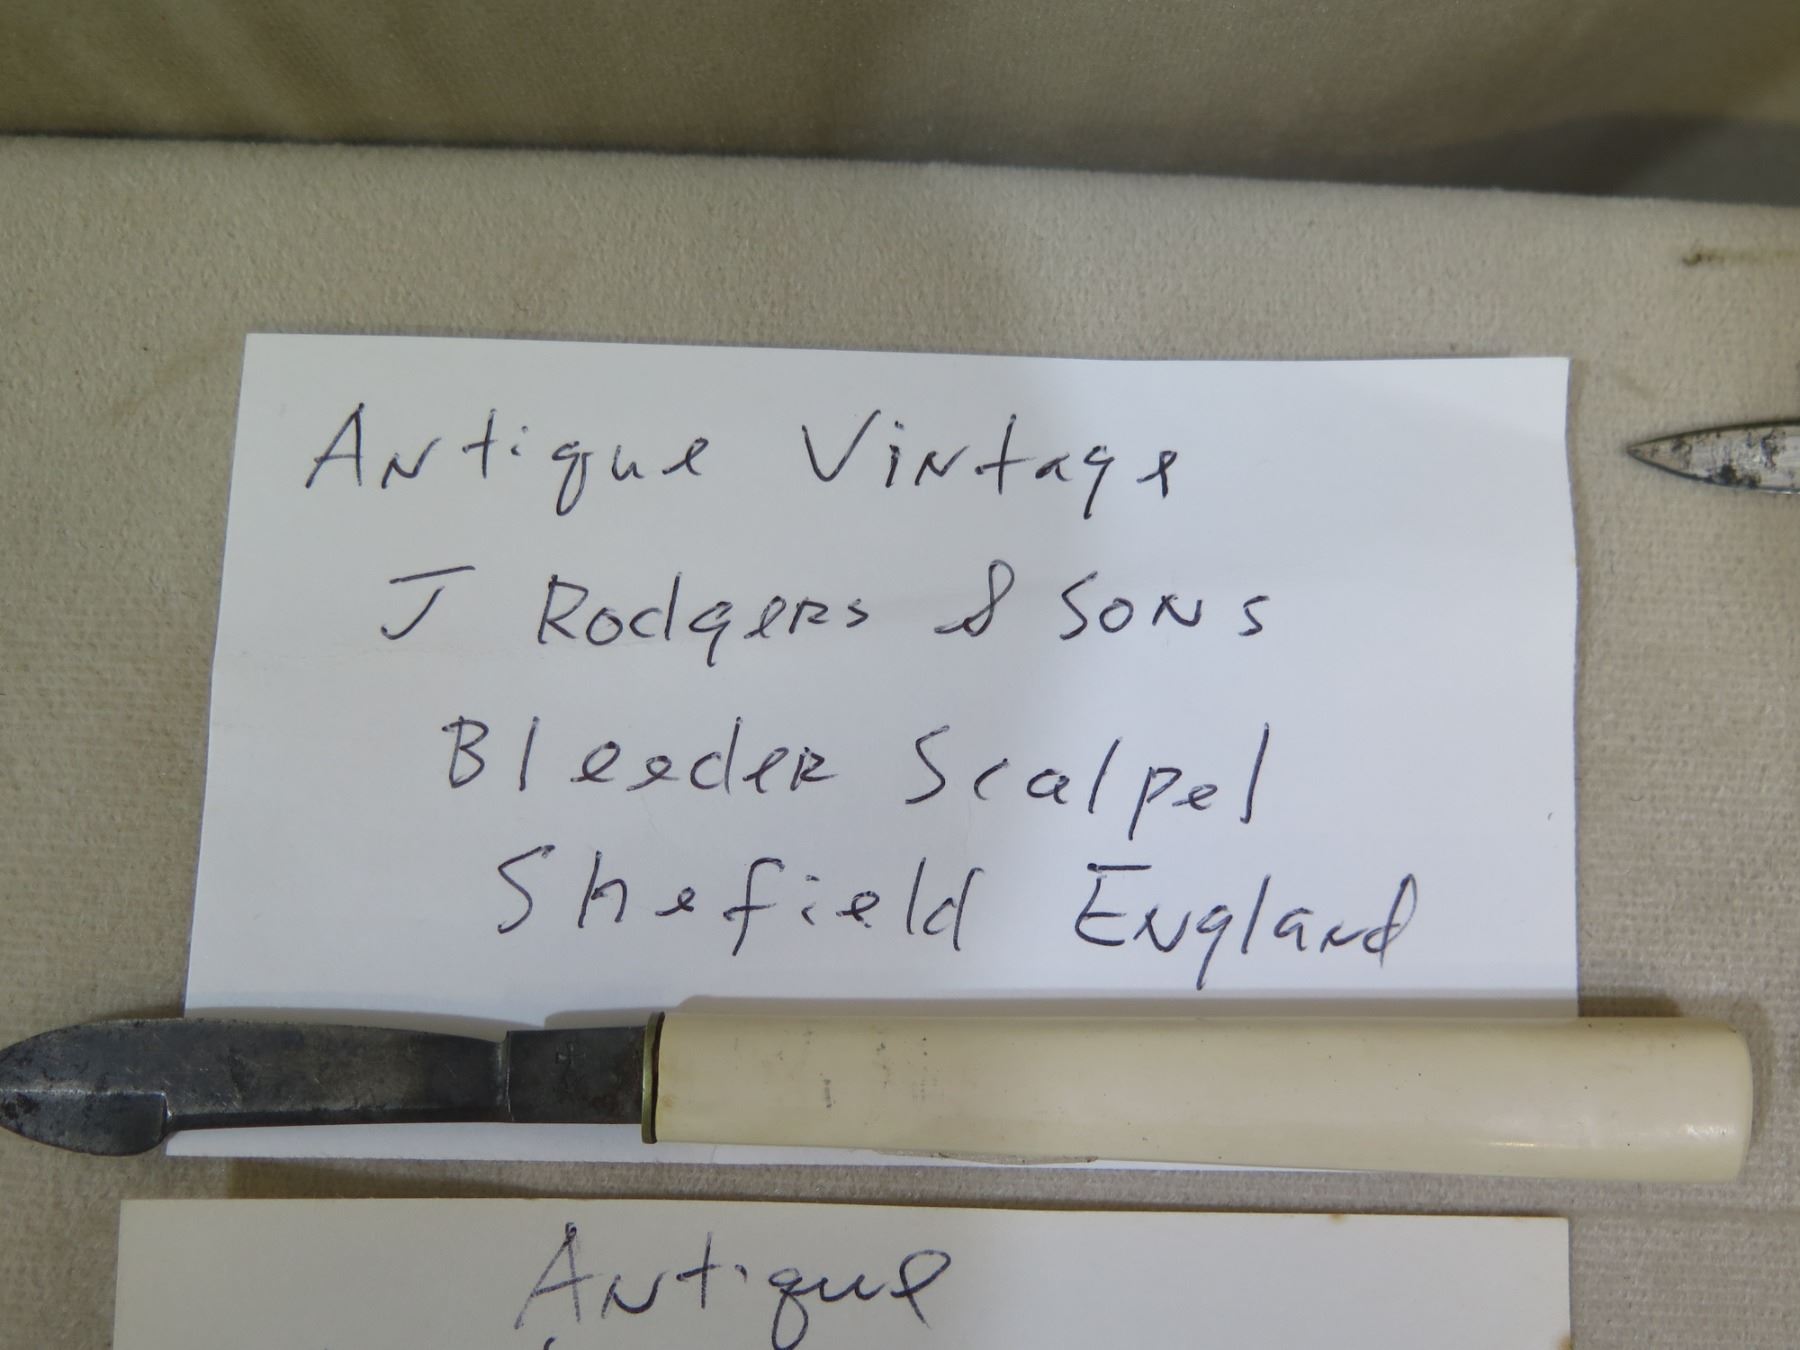 Antique Vintage
J Rodgers & Sons
Bleeder Scalpel
Shefield England
Antique